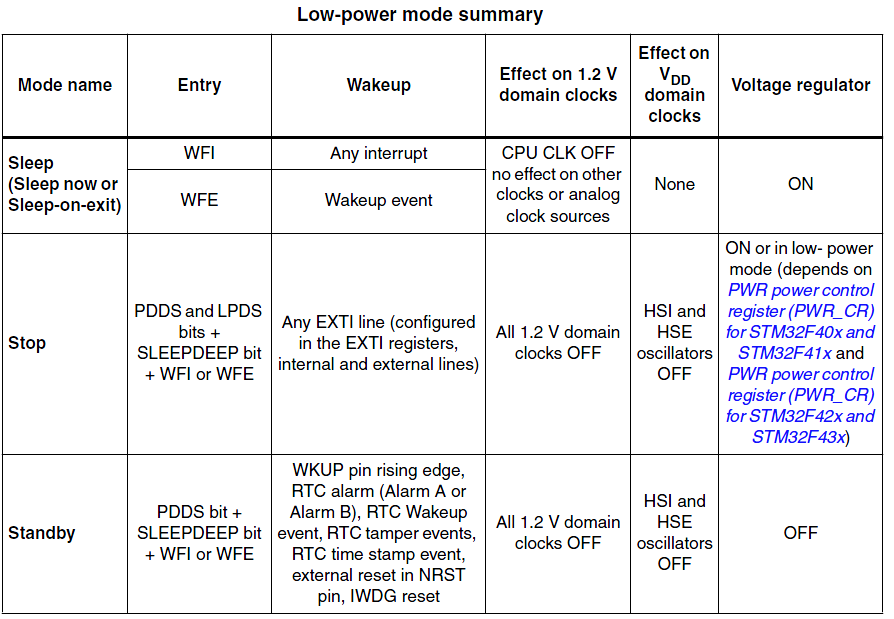 Low-power mode summary
Mode name
Entry
Wakeup
Effect on 1.2 V
domain clocks
Effect on
VDD
domain
clocks
Voltage regulator
Sleep
(Sleep now or
Sleep-on-exit)
WFI
Any interrupt
WFE
Wakeup event
CPU CLK OFF
no effect on other
clocks or analog
clock sources
None
ON
Stop
PDDS and LPDS
bits +
SLEEPDEEP bit
+ WFI or WFE
Any EXTI line (configured
in the EXTI registers,
internal and external lines)
All 1.2 V domain
clocks OFF
HSI and
HSE
oscillators
OFF
ON or in low- power
mode (depends on
PWR power control
register (PWR_CR)
for STM32F40x and
STM32F41x and
PWR power control
register (PWR_CR)
for STM32F42x and
STM32F43x)
Standby
PDDS bit +
SLEEPDEEP bit
+ WFI or WFE
WKUP pin rising edge,
RTC alarm (Alarm A or
Alarm B), RTC Wakeup
event, RTC tamper events,
RTC time stamp event,
external reset in NRST
pin, IWDG reset
All 1.2 V domain
clocks OFF
HSI and
HSE
oscillators
OFF
OFF